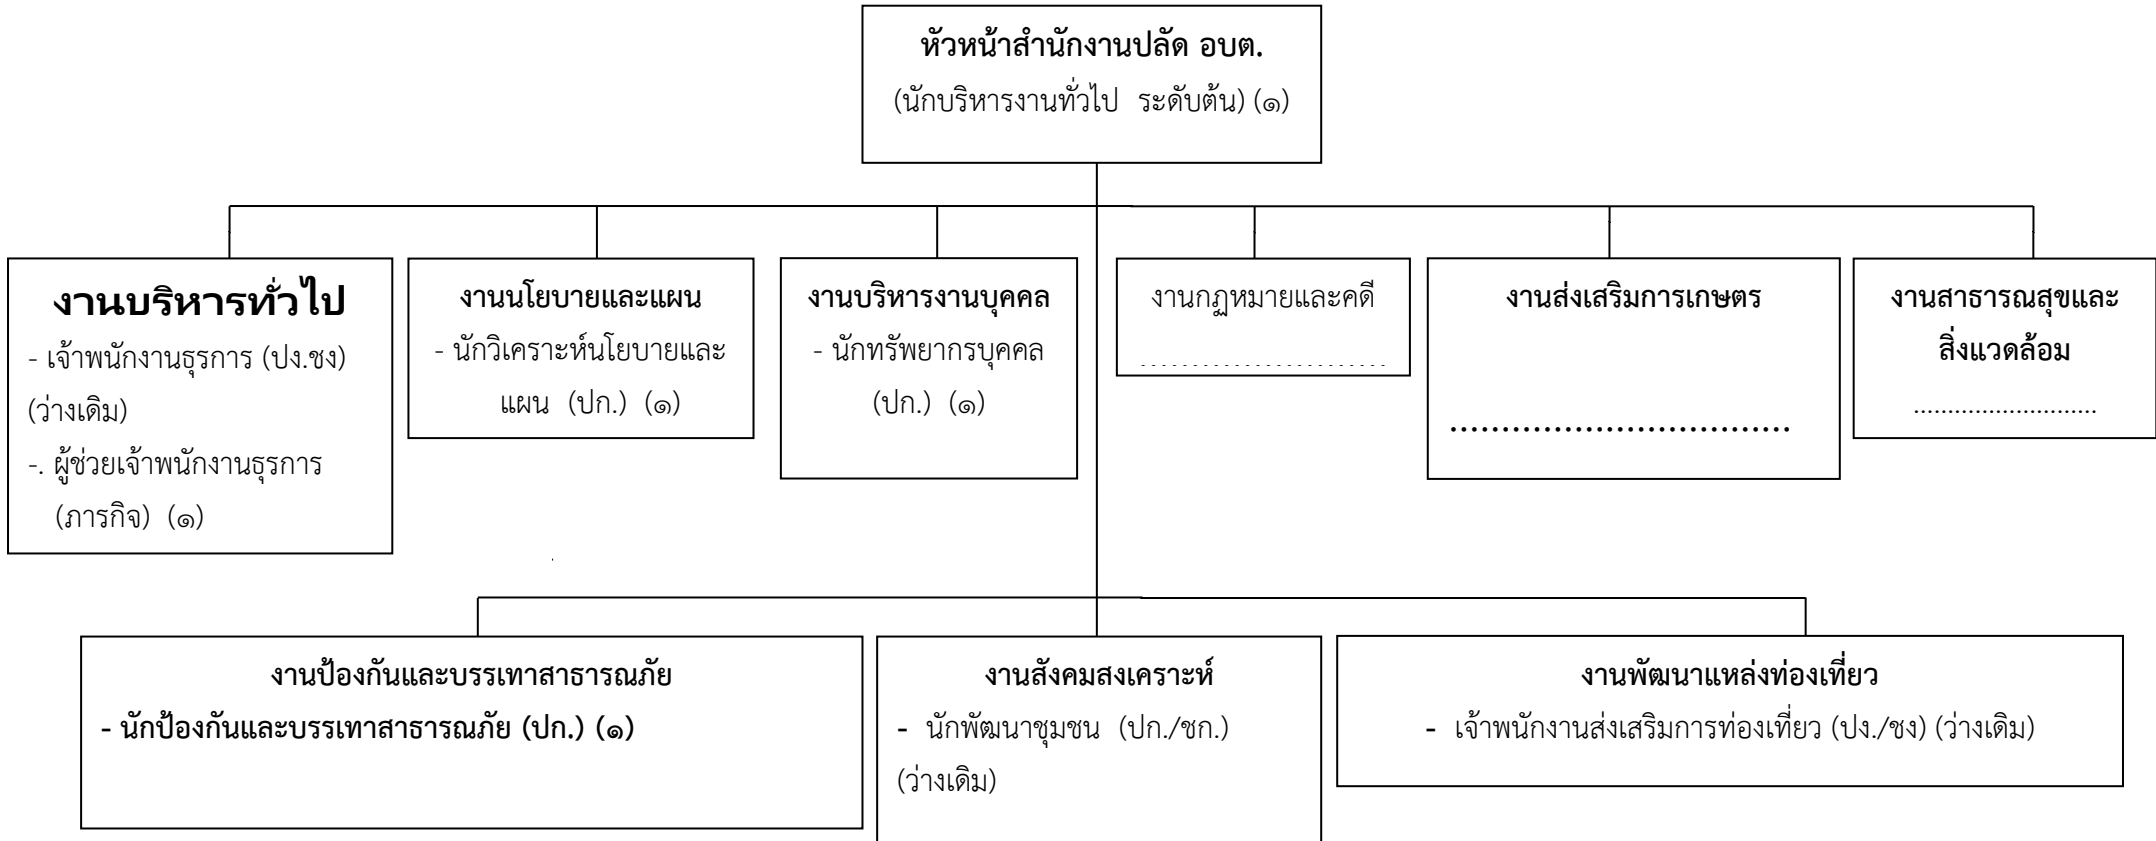 หัวหน้าสำนักงานปลัด อบต.
(นักบริหารงานทั่วไป ระดับต้น) (๑)
งานบริหารทั่วไป
- เจ้าพนักงานธุรการ (ปง.ชง)
(ว่างเดิม)
-. ผู้ช่วยเจ้าพนักงานธุรการ
(ภารกิจ) (๑)
งานนโยบายและแผน
- นักวิเคราะห์นโยบายและ
แผน (ปก.) (๑)
งานบริหารงานบุคคล
- นักทรัพยากรบุคคล
(ปก.) (๑)
งานกฎหมายและคดี
........................
งานส่งเสริมการเกษตร
.................................
งานสาธารณสุขและ
สิ่งแวดล้อม
...........................
งานป้องกันและบรรเทาสาธารณภัย
- นักป้องกันและบรรเทาสาธารณภัย (ปก.) (๑)
งานสังคมสงเคราะห์
- นักพัฒนาชุมชน (ปก./ชก.)
(ว่างเดิม)
งานพัฒนาแหล่งท่องเที่ยว
- เจ้าพนักงานส่งเสริมการท่องเที่ยว (ปง./ชง) (ว่างเดิม)